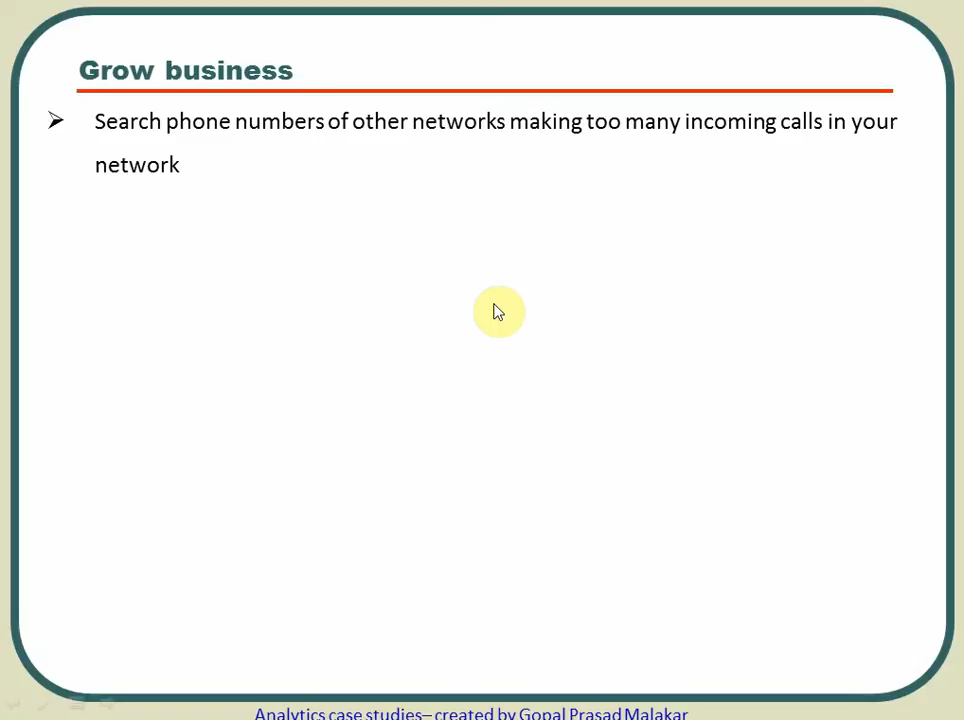 Grow business
Search phone numbers of other networks making too many incoming calls in your
network
Analytics case studies– created by Gopal Prasad Malakar